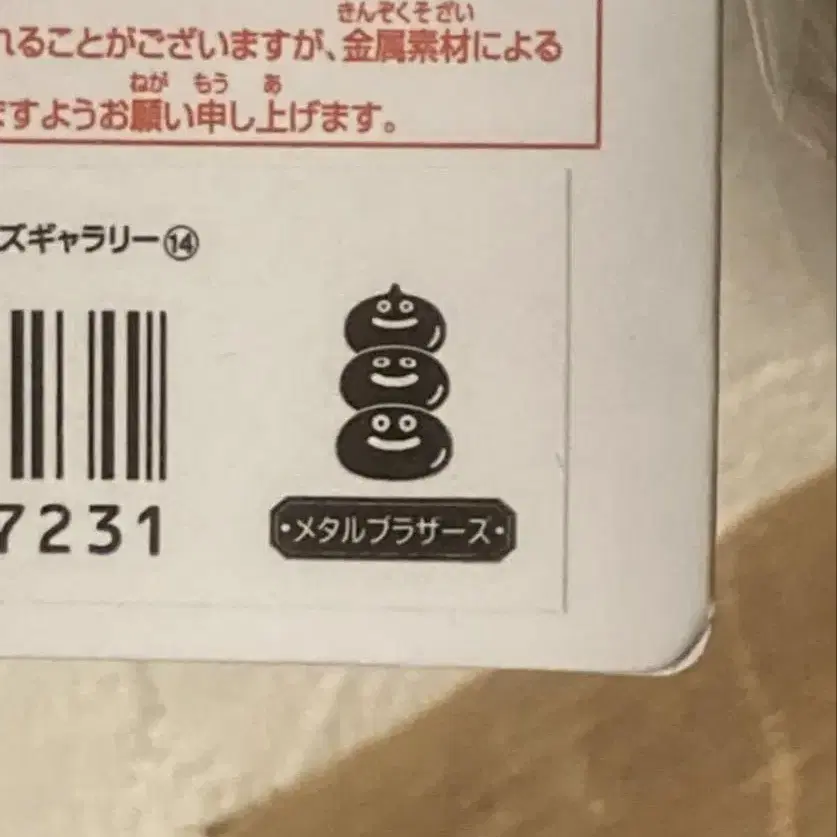 きんぞくそざい
れることがございますが、金属素材による
ねが もう あ
ますようお願い申し上げます。
ズギャラリー⑭
7231
・メタルブラザーズ・